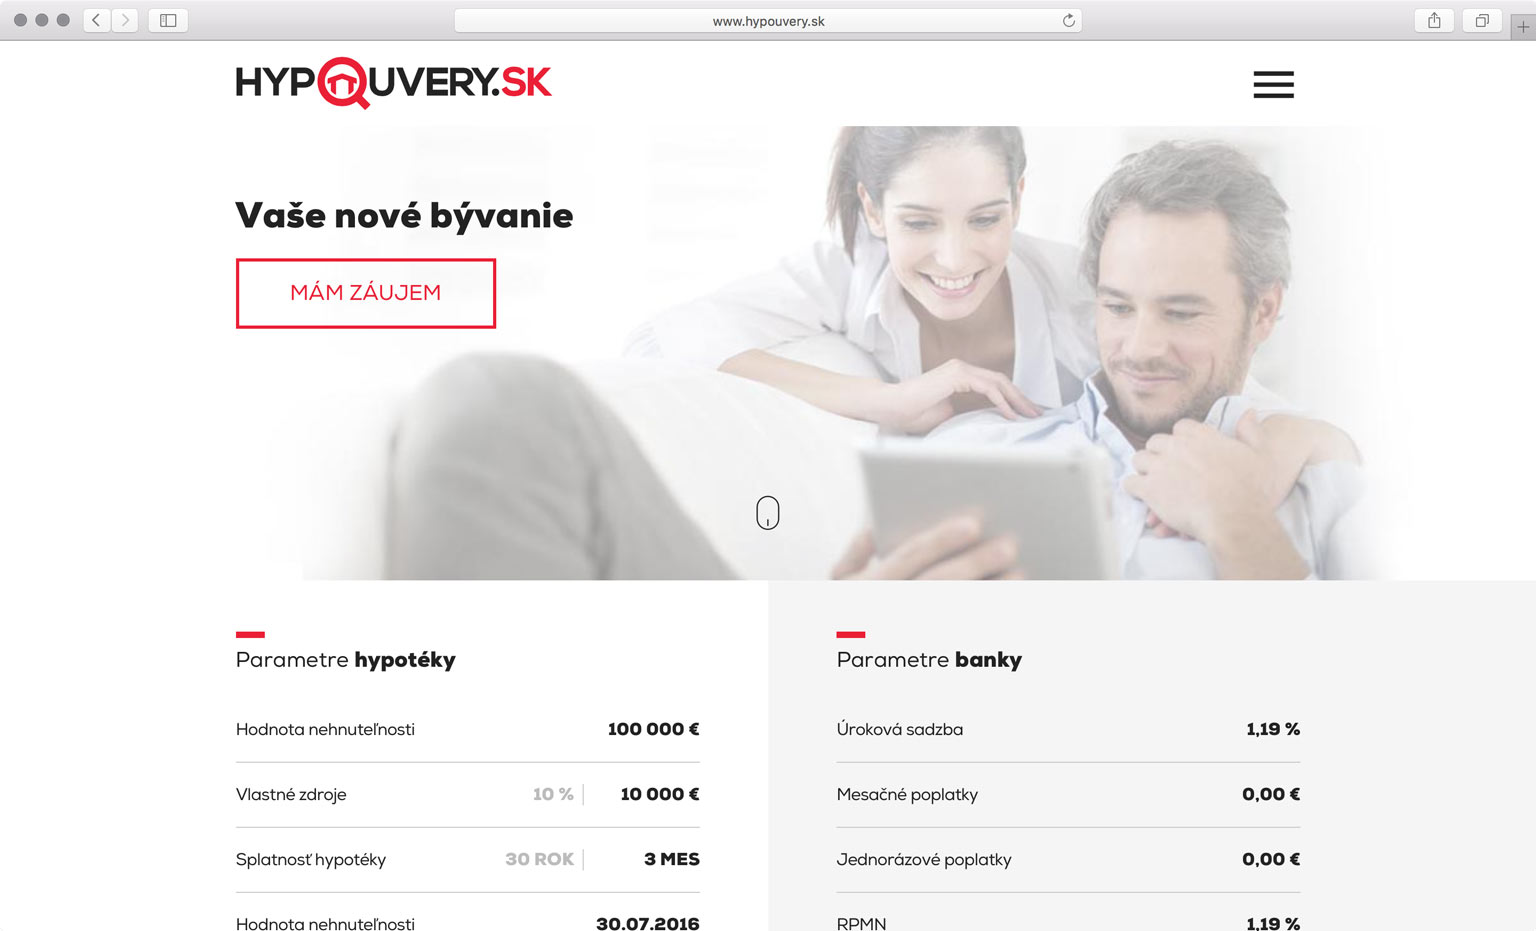 www.hypouvery.sk
HYPOUVERY.SK
Vaše nové bývanie
MÁM ZÁUJEM
Parametre hypotéky
Hodnota nehnuteľnosti 100 000 €
Vlastné zdroje 10 % 10 000 €
Splatnosť hypotéky 30 ROK 3 MES
Hodnota nehnuteľnosti 30.07.2016
Parametre banky
Úroková sadzba 1,19 %
Mesačné poplatky 0,00 €
Jednorázové poplatky 0,00 €
RPMN 1,19 %